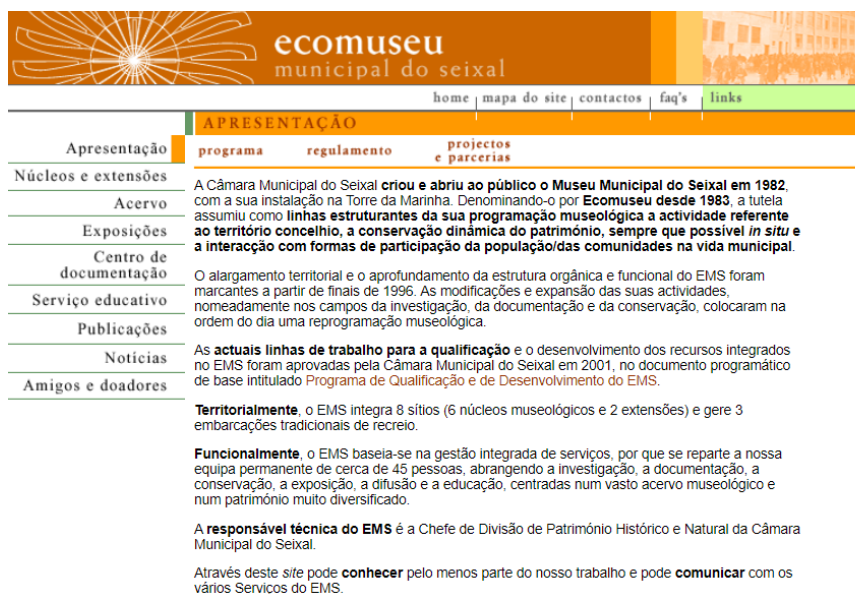 ecomuseu
municipal do seixal
home mapa do site contactos faq's links
APRESENTAÇÃO
programa regulamento projectos
e parcerias
Apresentação
Núcleos e extensões
Acervo
Exposições
Centro de
documentação
Serviço educativo
Publicações
Notícias
Amigos e doadores
A Câmara Municipal do Seixal criou e abriu ao público o Museu Municipal do Seixal em 1982,
com a sua instalação na Torre da Marinha. Denominando-o por Ecomuseu desde 1983, a tutela
assumiu como linhas estruturantes da sua programação museológica a actividade referente
ao território concelhio, a conservação dinâmica do património, sempre que possível in situ e
a interacção com formas de participação da população/das comunidades na vida municipal.
O alargamento territorial e o aprofundamento da estrutura orgânica e funcional do EMS foram
marcantes a partir de finais de 1996. As modificações e expansão das suas actividades,
nomeadamente nos campos da investigação, da documentação e da conservação, colocaram na
ordem do dia uma reprogramação museológica.
As actuais linhas de trabalho para a qualificação e o desenvolvimento dos recursos integrados
no EMS foram aprovadas pela Câmara Municipal do Seixal em 2001, no documento programático
de base intitulado Programa de Qualificação e de Desenvolvimento do EMS.
Territorialmente, o EMS integra 8 sítios (6 núcleos museológicos e 2 extensões) e gere 3
embarcações tradicionais de recreio.
Funcionalmente, o EMS baseia-se na gestão integrada de serviços, por que se reparte a nossa
equipa permanente de cerca de 45 pessoas, abrangendo a investigação, a documentação, a
conservação, a exposição, a difusão e a educação, centradas num vasto acervo museológico e
num património muito diversificado.
A responsável técnica do EMS é a Chefe de Divisão de Património Histórico e Natural da Câmara
Municipal do Seixal.
Através deste site pode conhecer pelo menos parte do nosso trabalho e pode comunicar com os
vários Serviços do EMS.